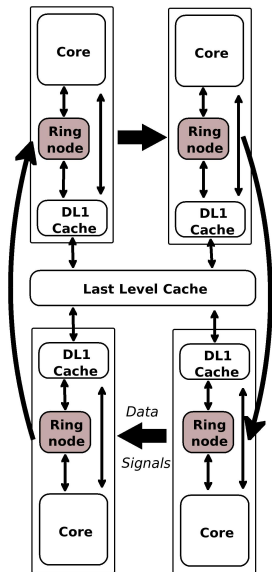 Core
Core
Ring
node
Ring
node
DL1
Cache
DL1
Cache
Last Level Cache
DL1
Cache
DL1
Cache
Data
Ring
node
Ring
node
Signals
Core
Core